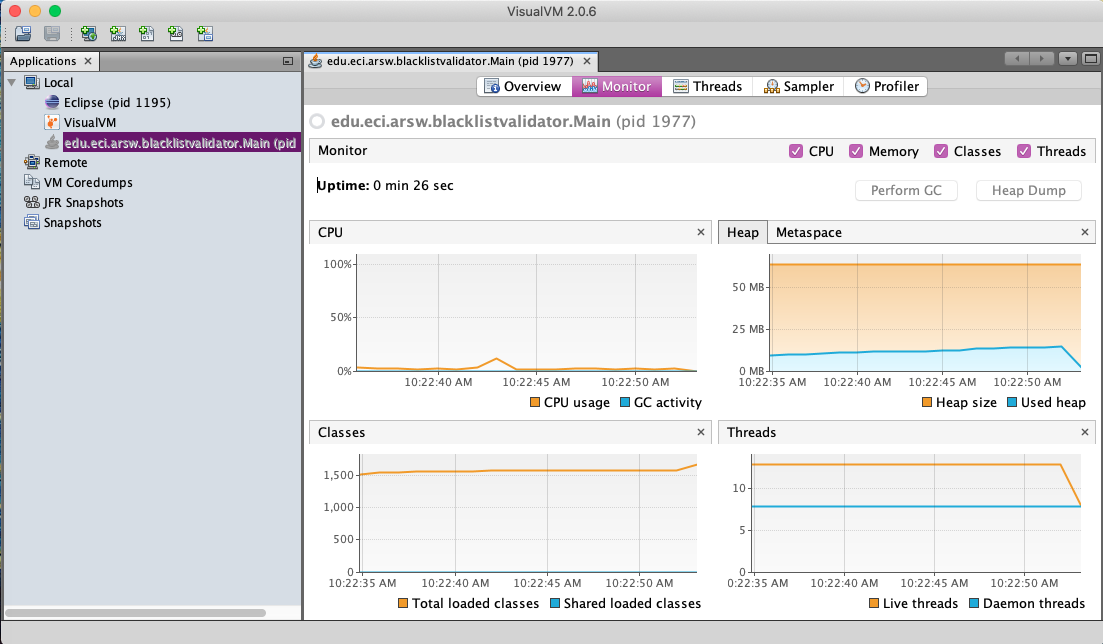 VisualVM 2.0.6
Applications ×
Local
Eclipse (pid 1195)
VisualVM
edu.eci.arsw.blacklistvalidator.Main (pid
Remote
VM Coredumps
JFR Snapshots
Snapshots
edu.eci.arsw.blacklistvalidator.Main (pid 1977) ×
Overview Monitor Threads Sampler Profiler
edu.eci.arsw.blacklistvalidator.Main (pid 1977)
Monitor CPU Memory Classes Threads
Uptime: 0 min 26 sec
Perform GC Heap Dump
CPU ×
100%
50%
0%
10:22:40 AM 10:22:45 AM 10:22:50 AM
CPU usage GC activity
Heap Metaspace ×
50 MB
25 MB
0 MB
10:22:35 AM 10:22:40 AM 10:22:45 AM 10:22:50 AM
Heap size Used heap
Classes ×
1,500
1,000
500
0
10:22:35 AM 10:22:40 AM 10:22:45 AM 10:22:50 AM
Total loaded classes Shared loaded classes
Threads ×
10
5
0
0:22:35 AM 10:22:40 AM 10:22:45 AM 10:22:50 AM
Live threads Daemon threads